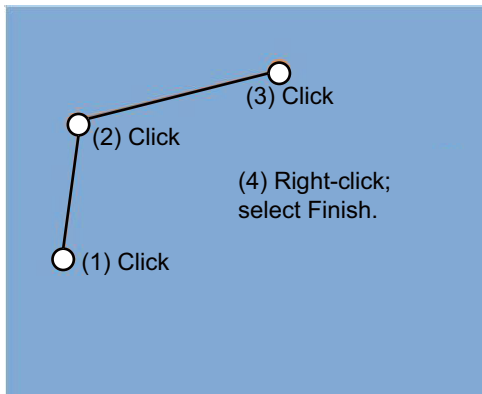 (3) Click
(2) Click
(4) Right-click;
select Finish.
(1) Click